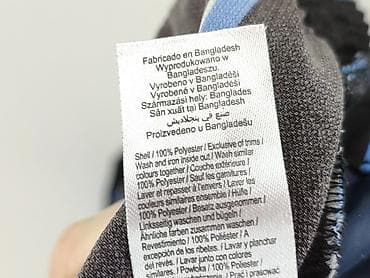 Fabricado en Bangladesh
Wyprodukowano w
Bangladeszu.
Vyrobeno v Bangladéši
Vyrobené v Bangladéši
Származási hely: Banglades
Sản xuất tại Bangladesh
صنع في بنجلاديش
Proizvedeno u Bangladešu
Shell / 100% Polyester / Exclusive of trims /
Wash and iron inside out / Wash similar
colours together / Couche extérieure /
100% Polyester / Sauf les garnitures /
Laver et repasser à l'envers / Laver les
couleurs similaires ensemble / Hülle /
100% Polyester / Besatz ausgenommen /
Linksseitig waschen und bügeln /
Ähnliche farben zusammen waschen /
Revestimiento / 100% Poliéster / A
excepción de los ribetes. / Lavar y planchar
del revés. / Lavar junto con colores
similares. / Powłoka / 100% Poliester /